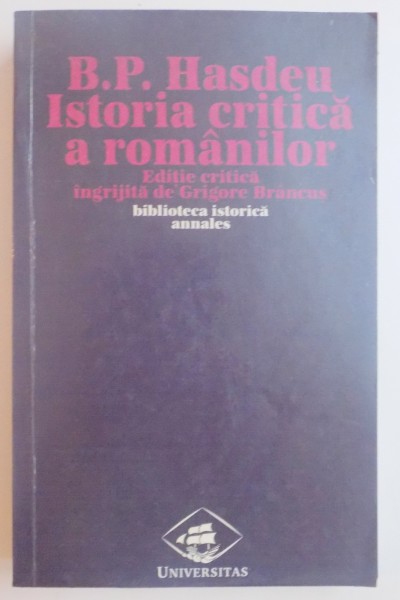 B.P. Hasdeu
Istoria critică
a românilor
Ediție critică
îngrijită de Grigore Brâncuș
biblioteca istorică
annales
UNIVERSITAS